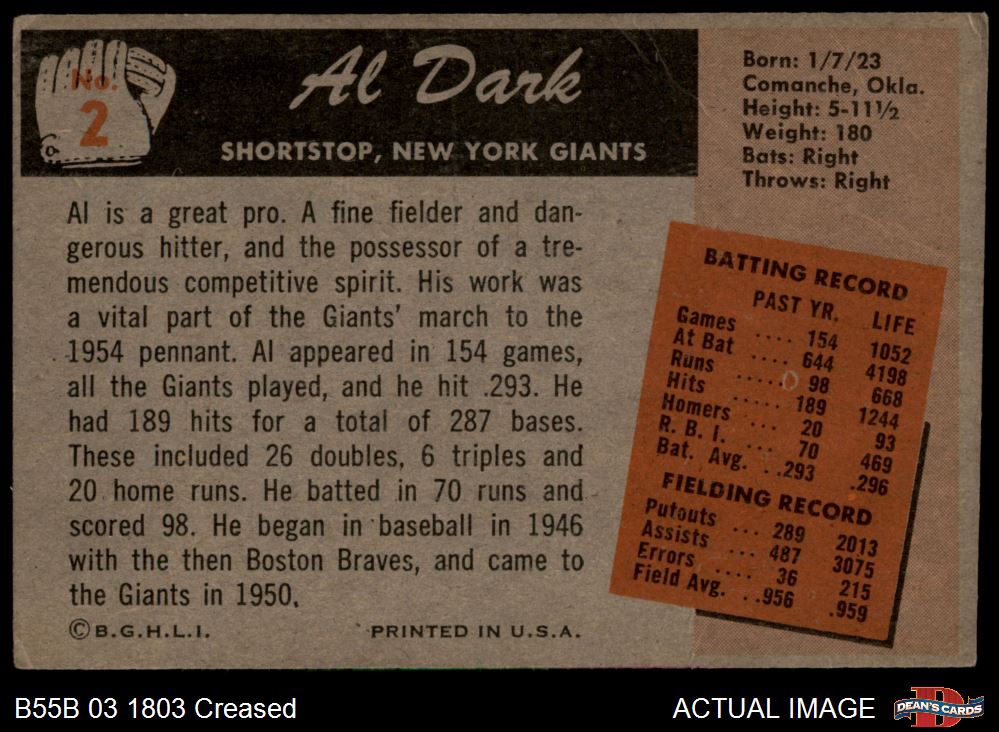 No.
2
Al Dark
SHORTSTOP, NEW YORK GIANTS
Born: 1/7/23
Comanche, Okla.
Height: 5-11½
Weight: 180
Bats: Right
Throws: Right
Al is a great pro. A fine fielder and dan-
gerous hitter, and the possessor of a tre-
mendous competitive spirit. His work was
a vital part of the Giants' march to the
1954 pennant. Al appeared in 154 games,
all the Giants played, and he hit .293. He
had 189 hits for a total of 287 bases.
These included 26 doubles, 6 triples and
20 home runs. He batted in 70 runs and
scored 98. He began in baseball in 1946
with the then Boston Braves, and came to
the Giants in 1950.
© B.G.H.L.I. PRINTED IN U.S.A.
BATTING RECORD
PAST YR. LIFE
Games .... 154 1052
At Bat .... 644 4198
Runs ..... 98 668
Hits ..... 189 1244
Homers ... 20 93
R. B. I. ... 70 469
Bat. Avg. ..293 .296
FIELDING RECORD
Putouts ... 289 2013
Assists ... 487 3075
Errors .... 36 215
Field Avg. ..956 .959
B55B 03 1803 Creased ACTUAL IMAGE
D
DEAN'S CARDS